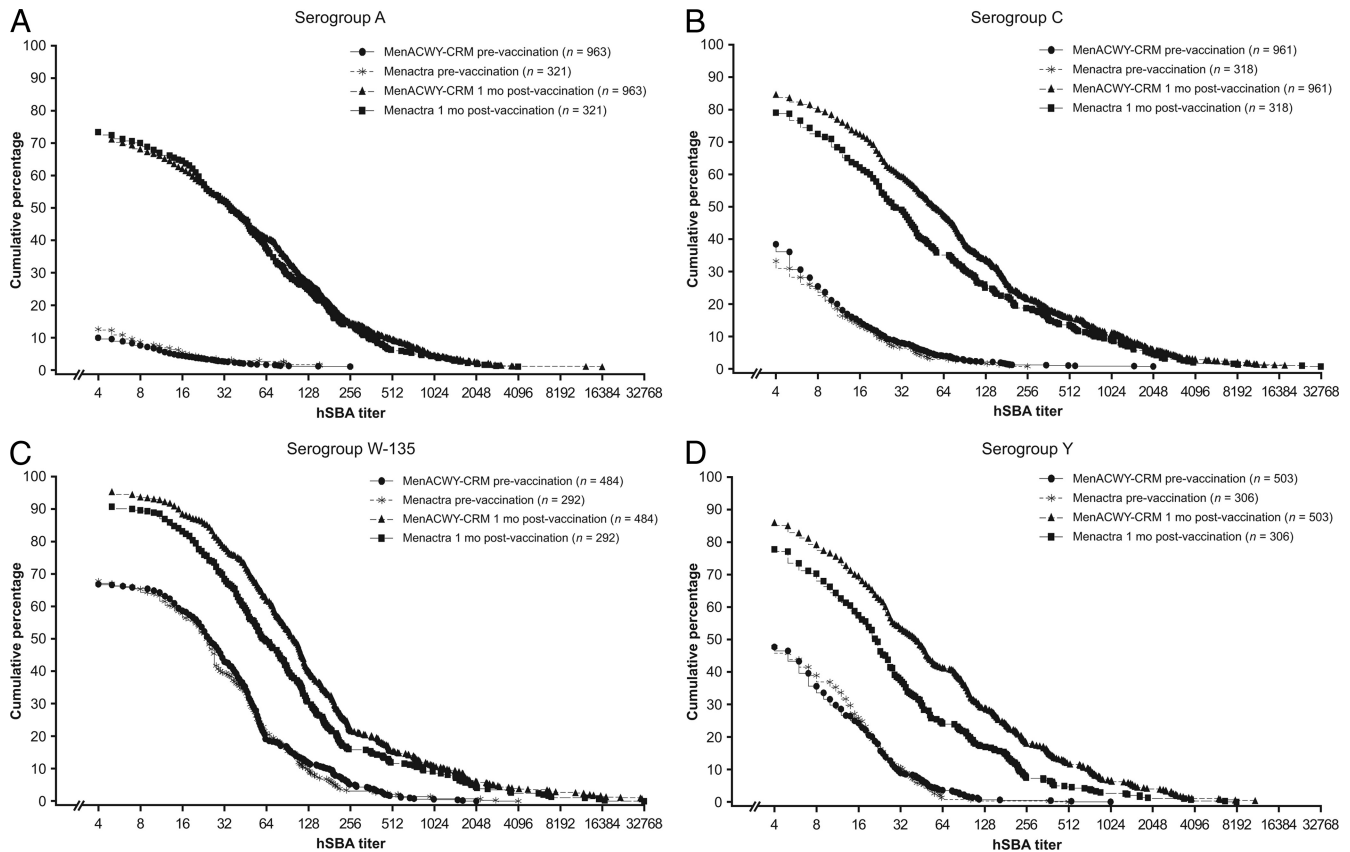 A
Serogroup A
MenACWY-CRM pre-vaccination (n = 963)
Menactra pre-vaccination (n = 321)
MenACWY-CRM 1 mo post-vaccination (n = 963)
Menactra 1 mo post-vaccination (n = 321)
Cumulative percentage
100
90
80
70
60
50
40
30
20
10
0
4 8 16 32 64 128 256 512 1024 2048 4096 8192 16384 32768
hSBA titer
B
Serogroup C
MenACWY-CRM pre-vaccination (n = 961)
Menactra pre-vaccination (n = 318)
MenACWY-CRM 1 mo post-vaccination (n = 961)
Menactra 1 mo post-vaccination (n = 318)
Cumulative percentage
100
90
80
70
60
50
40
30
20
10
0
4 8 16 32 64 128 256 512 1024 2048 4096 8192 16384 32768
hSBA titer
C
Serogroup W-135
MenACWY-CRM pre-vaccination (n = 484)
Menactra pre-vaccination (n = 292)
MenACWY-CRM 1 mo post-vaccination (n = 484)
Menactra 1 mo post-vaccination (n = 292)
Cumulative percentage
100
90
80
70
60
50
40
30
20
10
0
4 8 16 32 64 128 256 512 1024 2048 4096 8192 16384 32768
hSBA titer
D
Serogroup Y
MenACWY-CRM pre-vaccination (n = 503)
Menactra pre-vaccination (n = 306)
MenACWY-CRM 1 mo post-vaccination (n = 503)
Menactra 1 mo post-vaccination (n = 306)
Cumulative percentage
100
90
80
70
60
50
40
30
20
10
0
4 8 16 32 64 128 256 512 1024 2048 4096 8192 16384 32768
hSBA titer